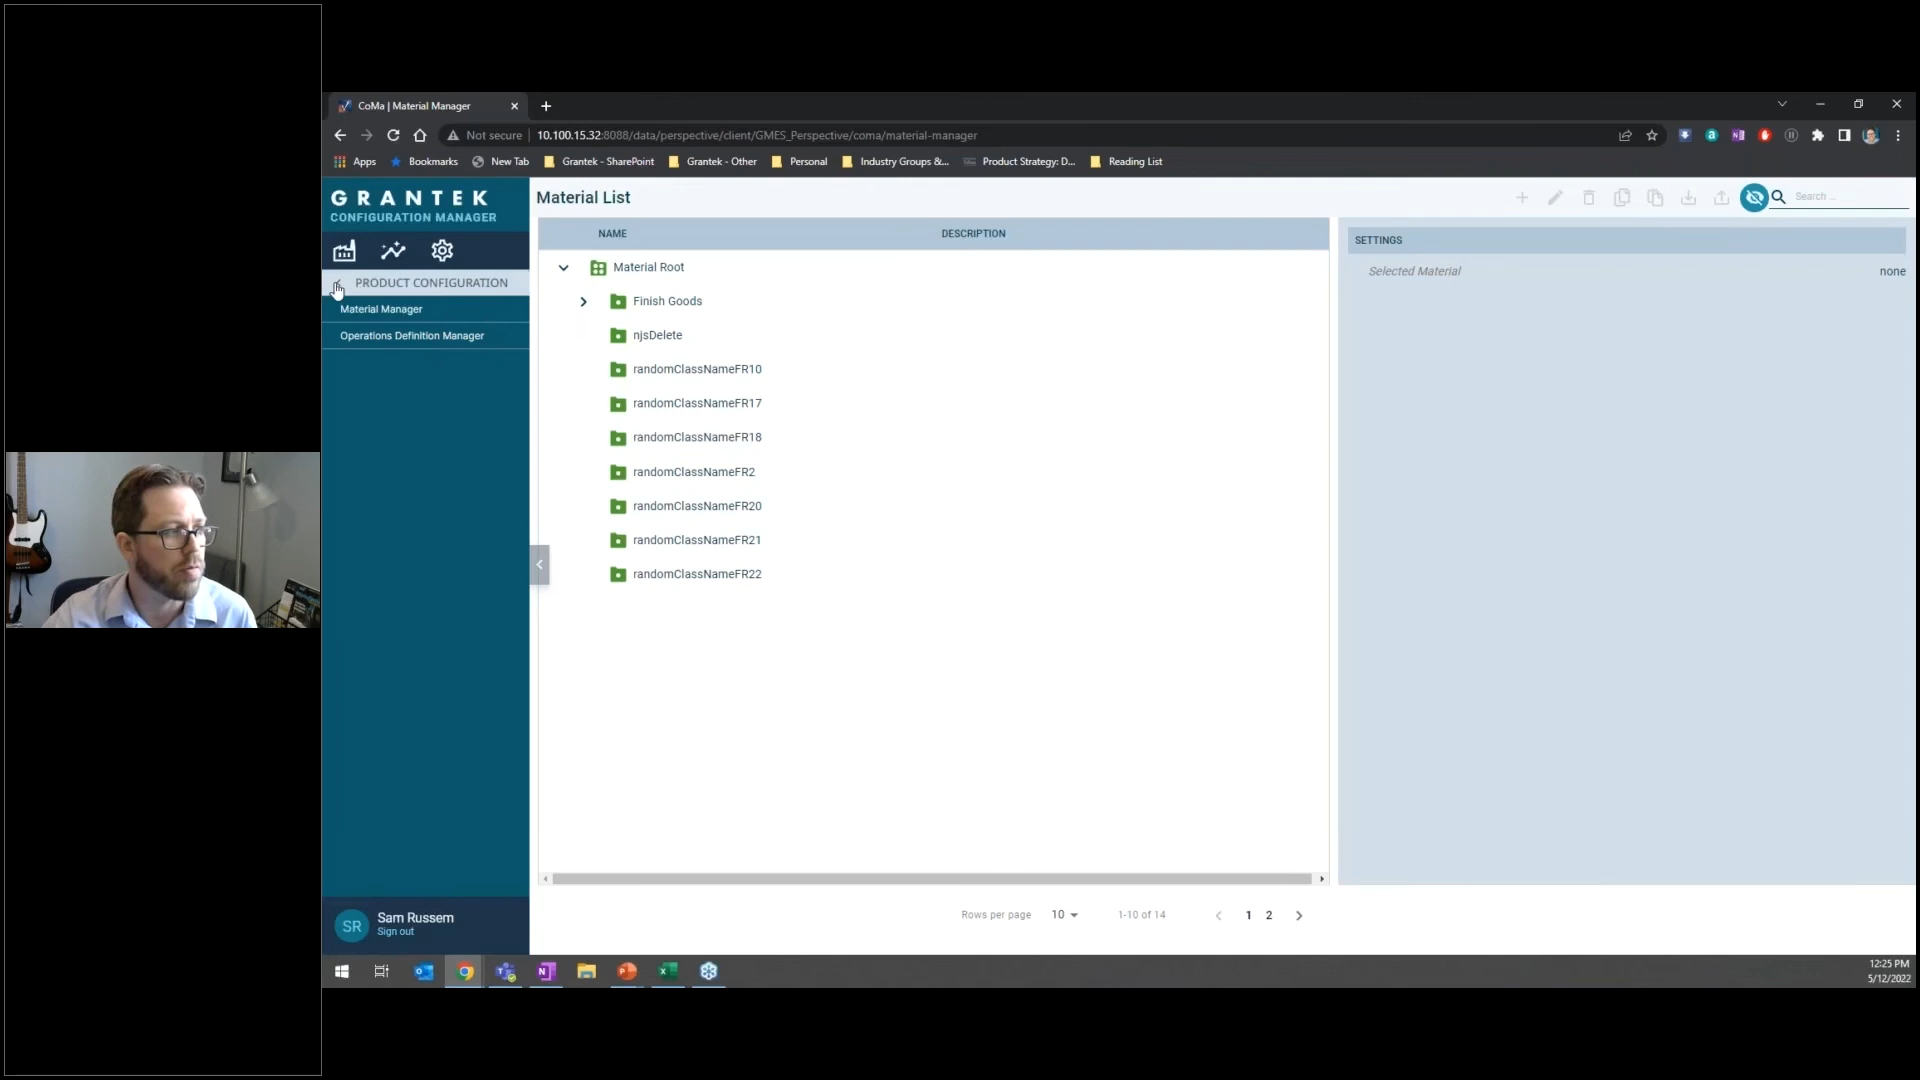 CoMa | Material Manager
Not secure
10.100.15.32:8088/data/perspective/client/GMES_Perspective/coma/material-manager
Apps
Bookmarks
New Tab
Grantek - SharePoint
Grantek - Other
Personal
Industry Groups &...
Product Strategy: D...
Reading List
GRANTEK
CONFIGURATION MANAGER
PRODUCT CONFIGURATION
Material Manager
Operations Definition Manager
Material List
Search ...
NAME
DESCRIPTION
Material Root
Finish Goods
njsDelete
randomClassNameFR10
randomClassNameFR17
randomClassNameFR18
randomClassNameFR2
randomClassNameFR20
randomClassNameFR21
randomClassNameFR22
SETTINGS
Selected Material
none
Rows per page
10
1-10 of 14
1
2
SR
Sam Russem
Sign out
12:25 PM
5/12/2022